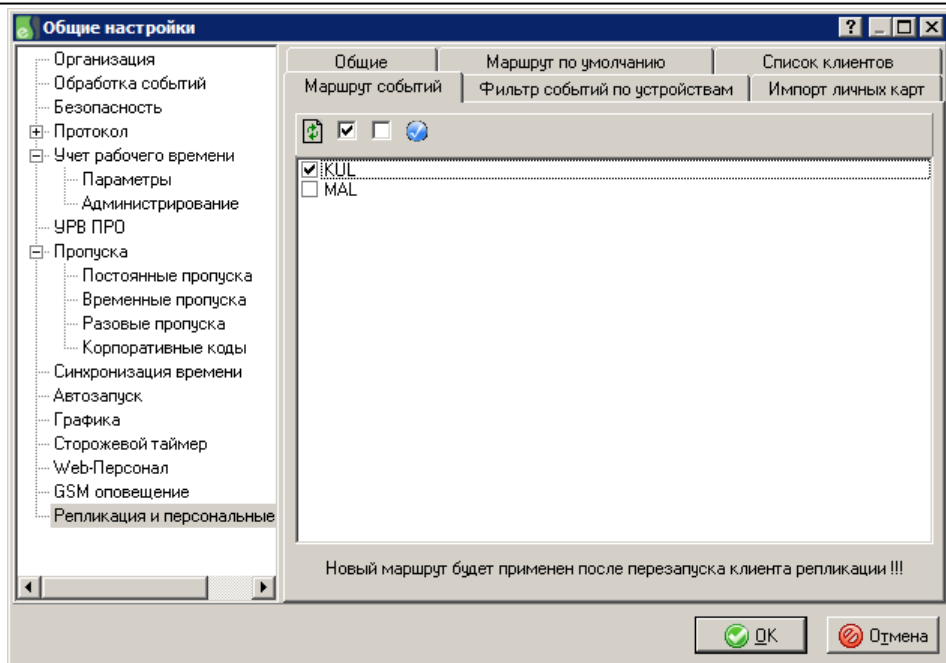 Общие настройки
Организация
Обработка событий
Безопасность
Протокол
Учет рабочего времени
Параметры
Администрирование
УРВ ПРО
Пропуска
Постоянные пропуска
Временные пропуска
Разовые пропуска
Корпоративные коды
Синхронизация времени
Автозапуск
Графика
Сторожевой таймер
Web-Персонал
GSM оповещение
Репликация и персональные
Общие
Маршрут по умолчанию
Список клиентов
Маршрут событий
Фильтр событий по устройствам
Импорт личных карт
KUL
MAL
Новый маршрут будет применен после перезапуска клиента репликации !!!
OK
Отмена